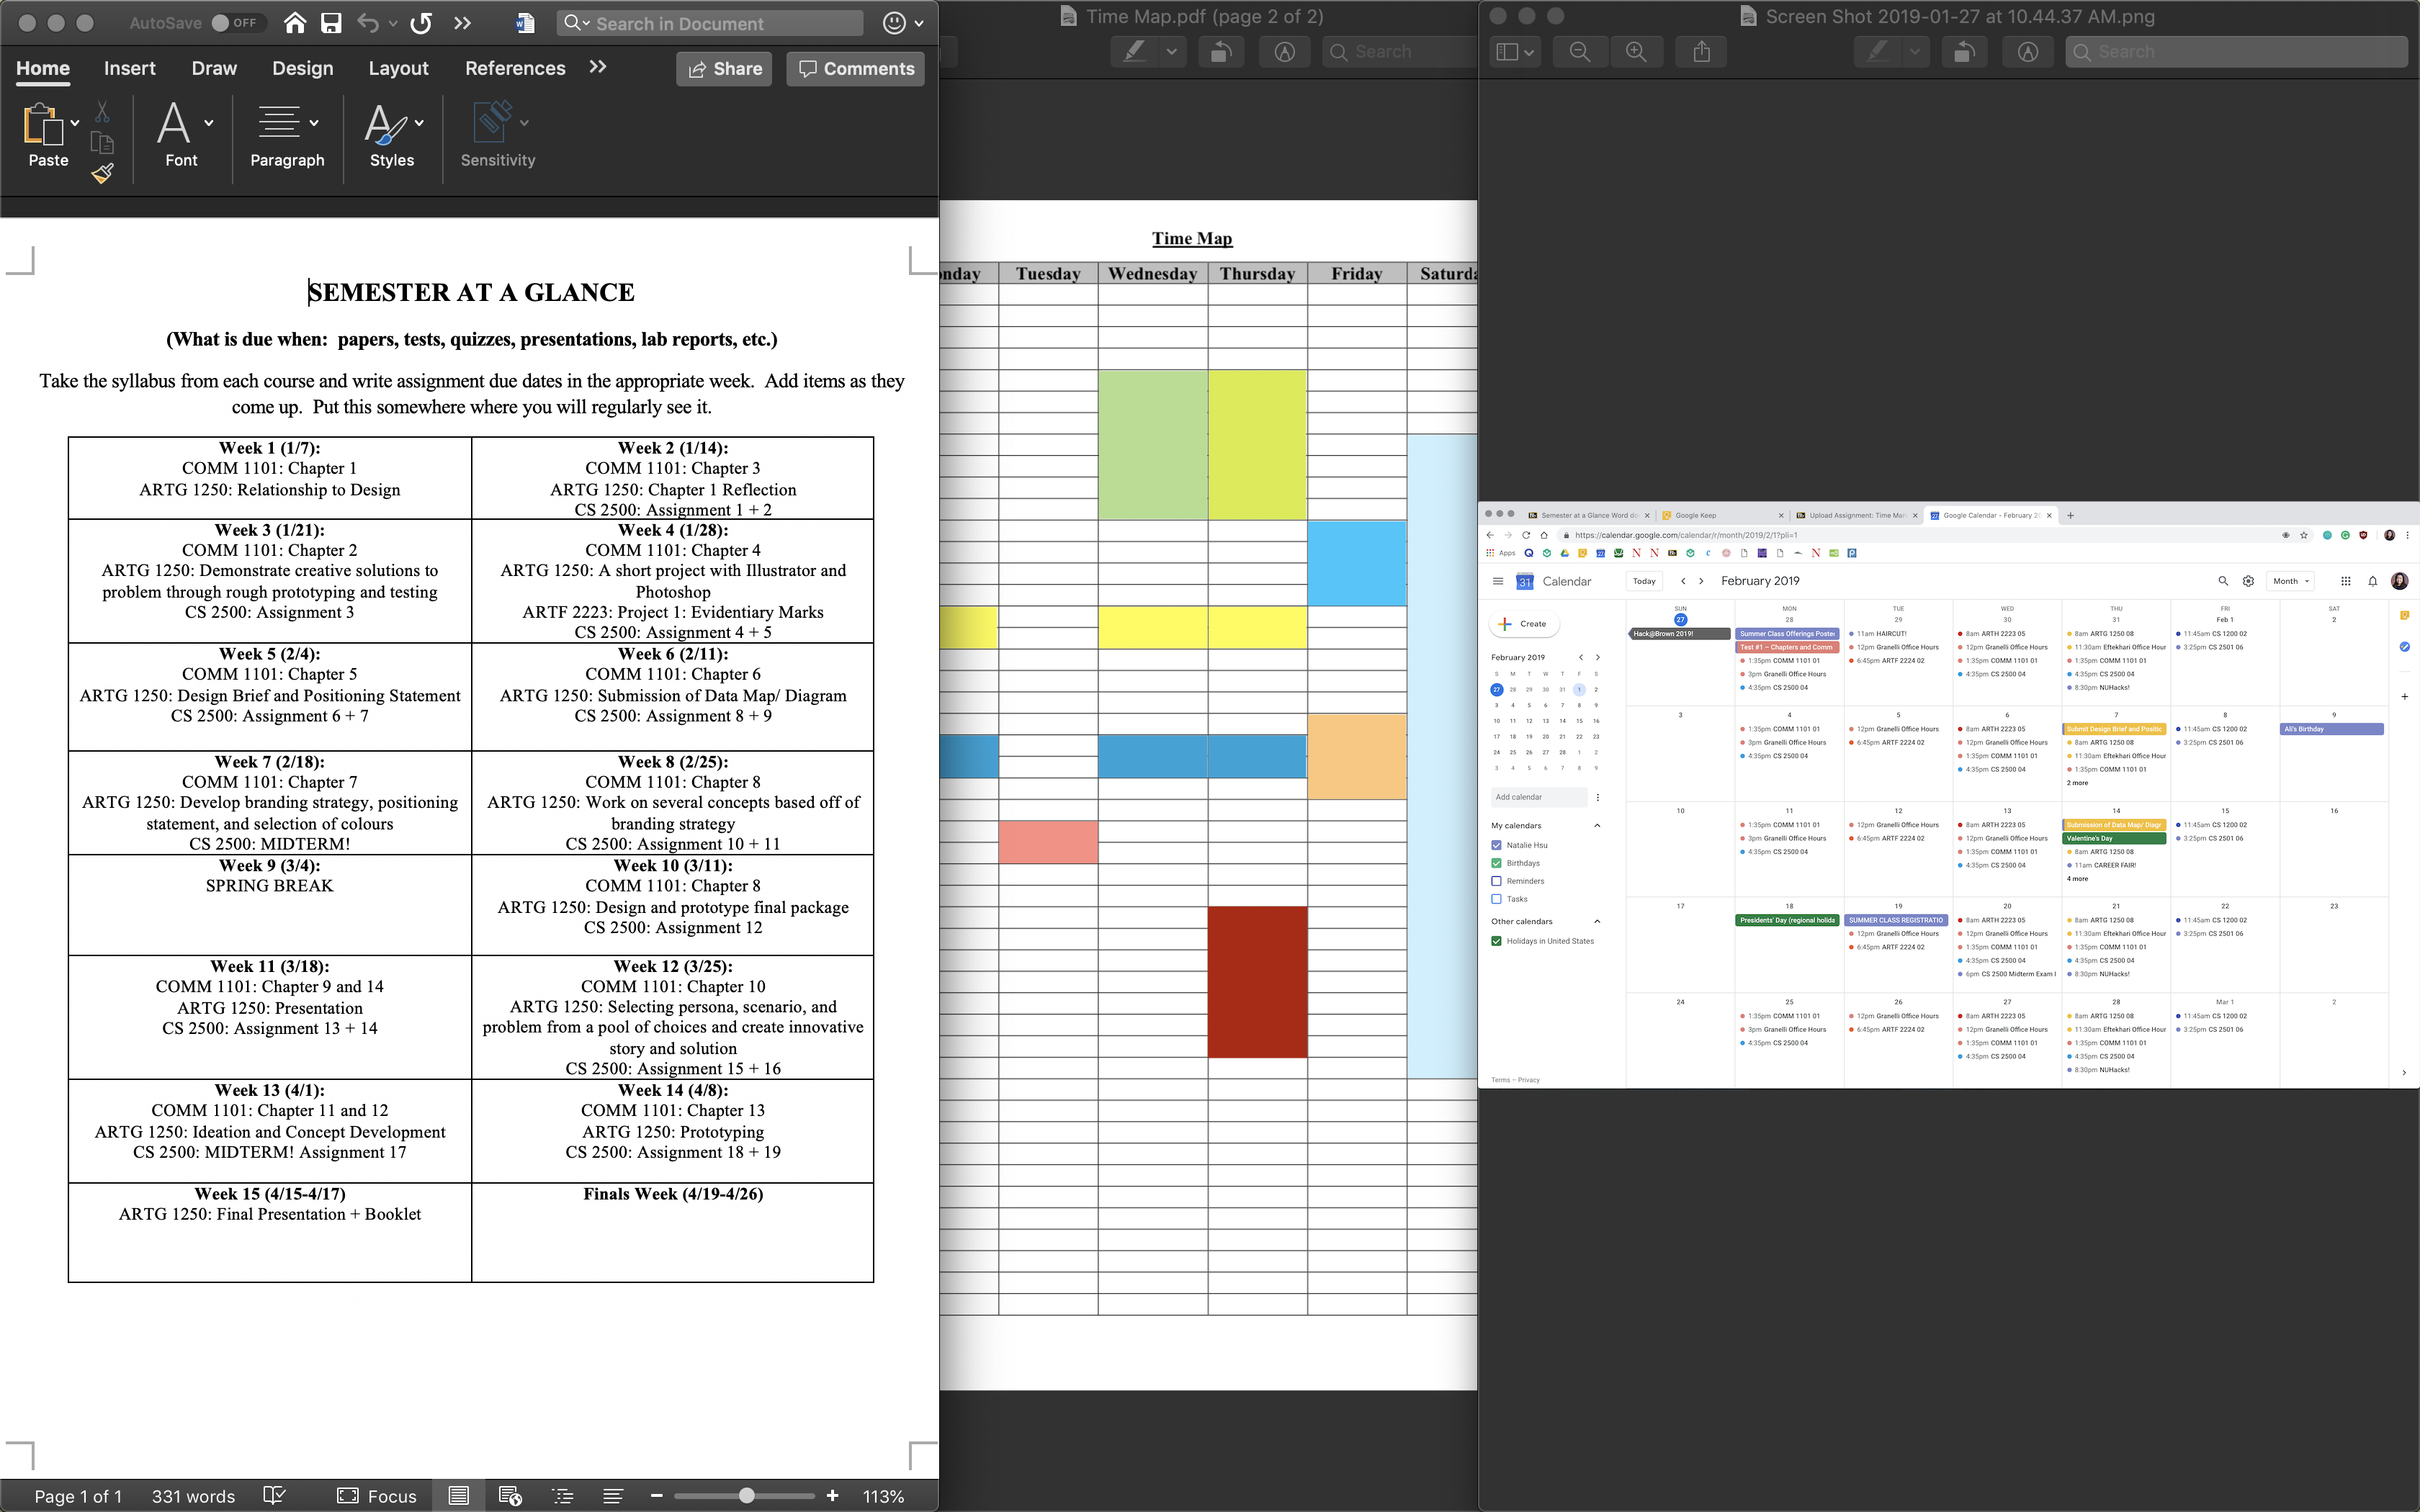 AutoSave OFF
Search in Document
Home Insert Draw Design Layout References
Share Comments
Paste Font Paragraph Styles Sensitivity
SEMESTER AT A GLANCE
(What is due when: papers, tests, quizzes, presentations, lab reports, etc.)
Take the syllabus from each course and write assignment due dates in the appropriate week. Add items as they
come up. Put this somewhere where you will regularly see it.
Week 1 (1/7):
COMM 1101: Chapter 1
ARTG 1250: Relationship to Design
Week 2 (1/14):
COMM 1101: Chapter 3
ARTG 1250: Chapter 1 Reflection
CS 2500: Assignment 1 + 2
Week 3 (1/21):
COMM 1101: Chapter 2
ARTG 1250: Demonstrate creative solutions to
problem through rough prototyping and testing
CS 2500: Assignment 3
Week 4 (1/28):
COMM 1101: Chapter 4
ARTG 1250: A short project with Illustrator and
Photoshop
ARTF 2223: Project 1: Evidentiary Marks
CS 2500: Assignment 4 + 5
Week 5 (2/4):
COMM 1101: Chapter 5
ARTG 1250: Design Brief and Positioning Statement
CS 2500: Assignment 6 + 7
Week 6 (2/11):
COMM 1101: Chapter 6
ARTG 1250: Submission of Data Map/ Diagram
CS 2500: Assignment 8 + 9
Week 7 (2/18):
COMM 1101: Chapter 7
ARTG 1250: Develop branding strategy, positioning
statement, and selection of colours
CS 2500: MIDTERM!
Week 8 (2/25):
COMM 1101: Chapter 8
ARTG 1250: Work on several concepts based off of
branding strategy
CS 2500: Assignment 10 + 11
Week 9 (3/4):
SPRING BREAK
Week 10 (3/11):
COMM 1101: Chapter 8
ARTG 1250: Design and prototype final package
CS 2500: Assignment 12
Week 11 (3/18):
COMM 1101: Chapter 9 and 14
ARTG 1250: Presentation
CS 2500: Assignment 13 + 14
Week 12 (3/25):
COMM 1101: Chapter 10
ARTG 1250: Selecting persona, scenario, and
problem from a pool of choices and create innovative
story and solution
CS 2500: Assignment 15 + 16
Week 13 (4/1):
COMM 1101: Chapter 11 and 12
ARTG 1250: Ideation and Concept Development
CS 2500: MIDTERM! Assignment 17
Week 14 (4/8):
COMM 1101: Chapter 13
ARTG 1250: Prototyping
CS 2500: Assignment 18 + 19
Week 15 (4/15-4/17)
ARTG 1250: Final Presentation + Booklet
Finals Week (4/19-4/26)
Page 1 of 1 331 words Focus 113%
Time Map.pdf (page 2 of 2)
Search
Time Map
nday Tuesday Wednesday Thursday Friday Saturda
Screen Shot 2019-01-27 at 10.44.37 AM.png
Search
Semester at a Glance Word do Google Keep Upload Assignment: Time Man Google Calendar - February 20
https://calendar.google.com/calendar/r/month/2019/2/1?pli=1
Apps
31 Calendar Today February 2019 Month
Create
February 2019
S M T W T F S
27 28 29 30 31 1 2
3 4 5 6 7 8 9
10 11 12 13 14 15 16
17 18 19 20 21 22 23
24 25 26 27 28 1 2
3 4 5 6 7 8 9
Add calendar
My calendars
Natalie Hsu
Birthdays
Reminders
Tasks
Other calendars
Holidays in United States
Terms – Privacy
SUN MON TUE WED THU FRI SAT
27 28 29 30 31 Feb 1 2
Hack@Brown 2019!
Summer Class Offerings Posted
Test #1 – Chapters and Comm
1:35pm COMM 1101 01
3pm Granelli Office Hours
4:35pm CS 2500 04
11am HAIRCUT!
12pm Granelli Office Hours
6:45pm ARTF 2224 02
8am ARTH 2223 05
12pm Granelli Office Hours
1:35pm COMM 1101 01
4:35pm CS 2500 04
8am ARTG 1250 08
11:30am Eftekhari Office Hour
1:35pm COMM 1101 01
4:35pm CS 2500 04
8:30pm NUHacks!
11:45am CS 1200 02
3:25pm CS 2501 06
3 4 5 6 7 8 9
1:35pm COMM 1101 01
3pm Granelli Office Hours
4:35pm CS 2500 04
12pm Granelli Office Hours
6:45pm ARTF 2224 02
8am ARTH 2223 05
12pm Granelli Office Hours
1:35pm COMM 1101 01
4:35pm CS 2500 04
Submit Design Brief and Positic
8am ARTG 1250 08
11:30am Eftekhari Office Hour
1:35pm COMM 1101 01
2 more
11:45am CS 1200 02
3:25pm CS 2501 06
Ali's Birthday
10 11 12 13 14 15 16
1:35pm COMM 1101 01
3pm Granelli Office Hours
4:35pm CS 2500 04
12pm Granelli Office Hours
6:45pm ARTF 2224 02
8am ARTH 2223 05
12pm Granelli Office Hours
1:35pm COMM 1101 01
4:35pm CS 2500 04
Submission of Data Map/ Diagr
Valentine's Day
8am ARTG 1250 08
11am CAREER FAIR!
4 more
11:45am CS 1200 02
3:25pm CS 2501 06
17 18 19 20 21 22 23
Presidents' Day (regional holida
SUMMER CLASS REGISTRATIO
12pm Granelli Office Hours
6:45pm ARTF 2224 02
8am ARTH 2223 05
12pm Granelli Office Hours
1:35pm COMM 1101 01
4:35pm CS 2500 04
6pm CS 2500 Midterm Exam I
8am ARTG 1250 08
11:30am Eftekhari Office Hour
1:35pm COMM 1101 01
4:35pm CS 2500 04
8:30pm NUHacks!
11:45am CS 1200 02
3:25pm CS 2501 06
24 25 26 27 28 Mar 1 2
1:35pm COMM 1101 01
3pm Granelli Office Hours
4:35pm CS 2500 04
12pm Granelli Office Hours
6:45pm ARTF 2224 02
8am ARTH 2223 05
12pm Granelli Office Hours
1:35pm COMM 1101 01
4:35pm CS 2500 04
8am ARTG 1250 08
11:30am Eftekhari Office Hour
1:35pm COMM 1101 01
4:35pm CS 2500 04
8:30pm NUHacks!
11:45am CS 1200 02
3:25pm CS 2501 06